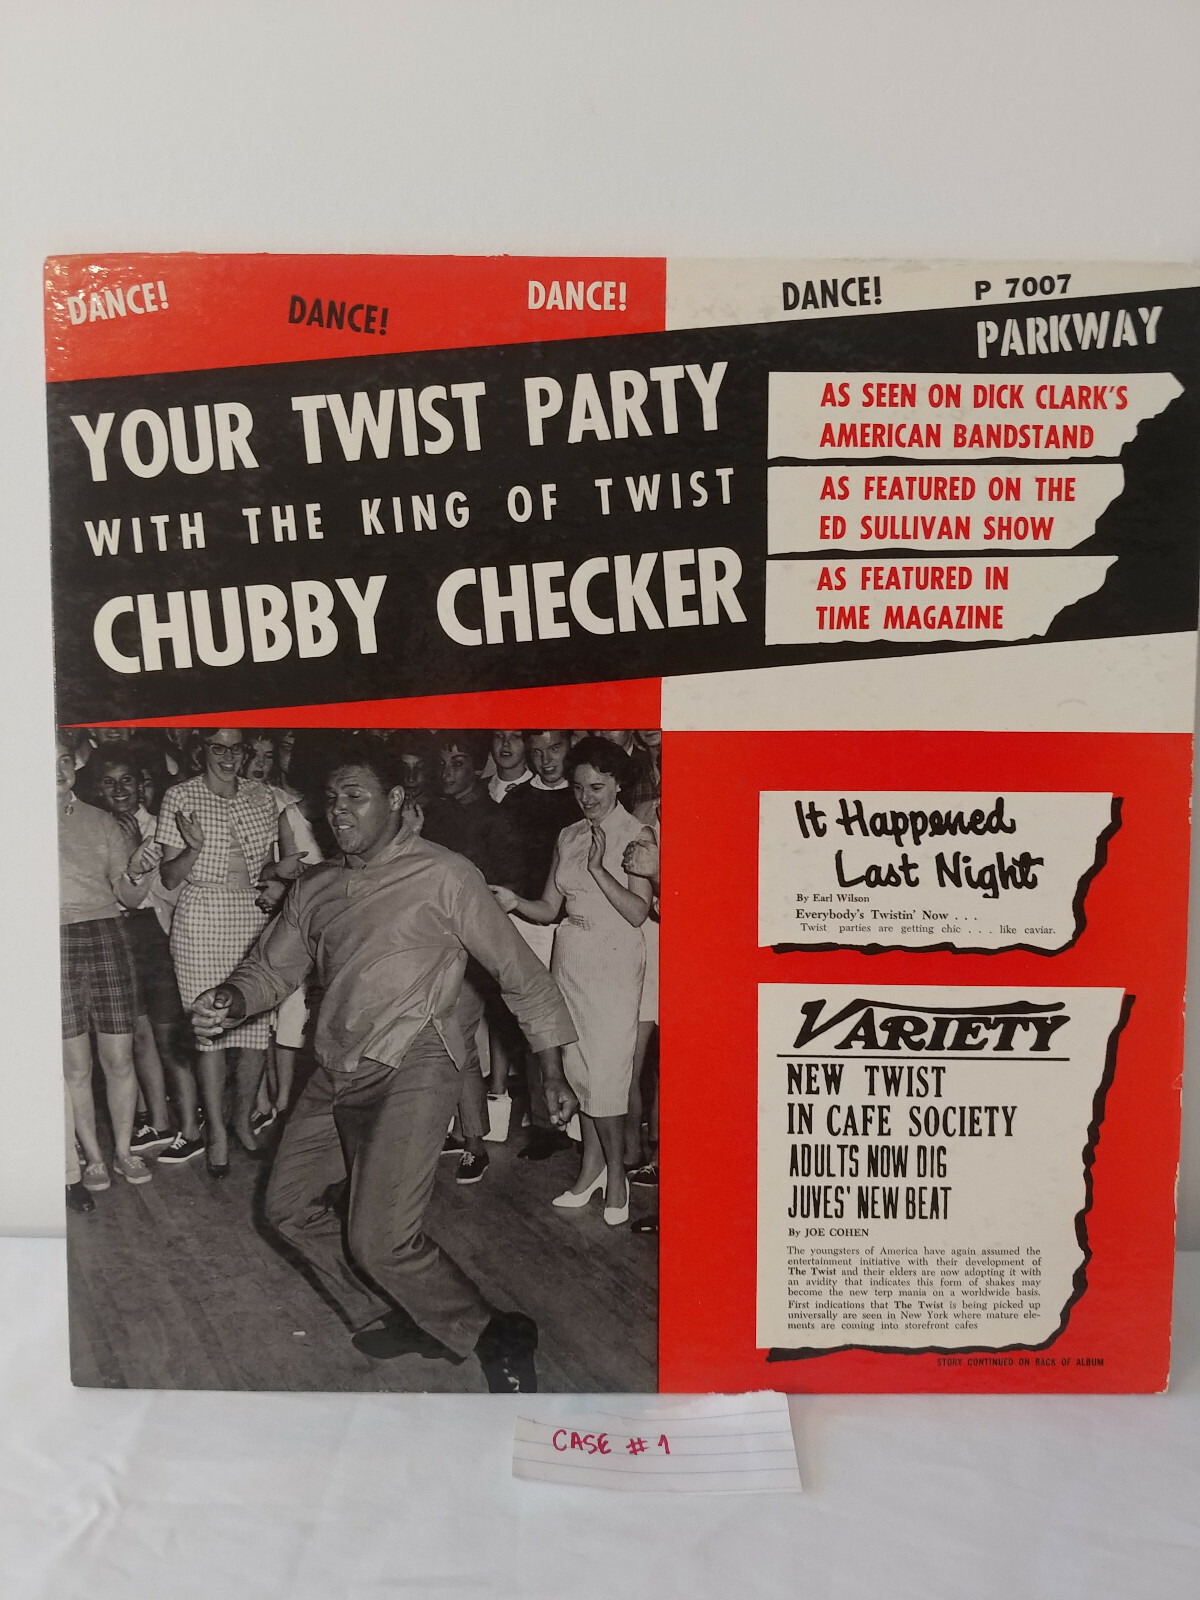 DANCE! DANCE! DANCE! DANCE! P 7007
PARKWAY
YOUR TWIST PARTY
WITH THE KING OF TWIST
CHUBBY CHECKER
AS SEEN ON DICK CLARK'S
AMERICAN BANDSTAND
AS FEATURED ON THE
ED SULLIVAN SHOW
AS FEATURED IN
TIME MAGAZINE
It Happened
Last Night
By Earl Wilson
Everybody's Twistin' Now . . .
Twist parties are getting chic . . . like caviar.
VARIETY
NEW TWIST
IN CAFE SOCIETY
ADULTS NOW DIG
JUVES' NEW BEAT
By JOE COHEN
The youngsters of America have again assumed the
entertainment initiative with their development of
The Twist and their elders are now adopting it with
an avidity that indicates this form of shakes may
become the new terp mania on a worldwide basis.
First indications that The Twist is being picked up
universally are seen in New York where mature ele-
ments are coming into storefront cafes
STORY CONTINUED ON BACK OF ALBUM
CASE # 1